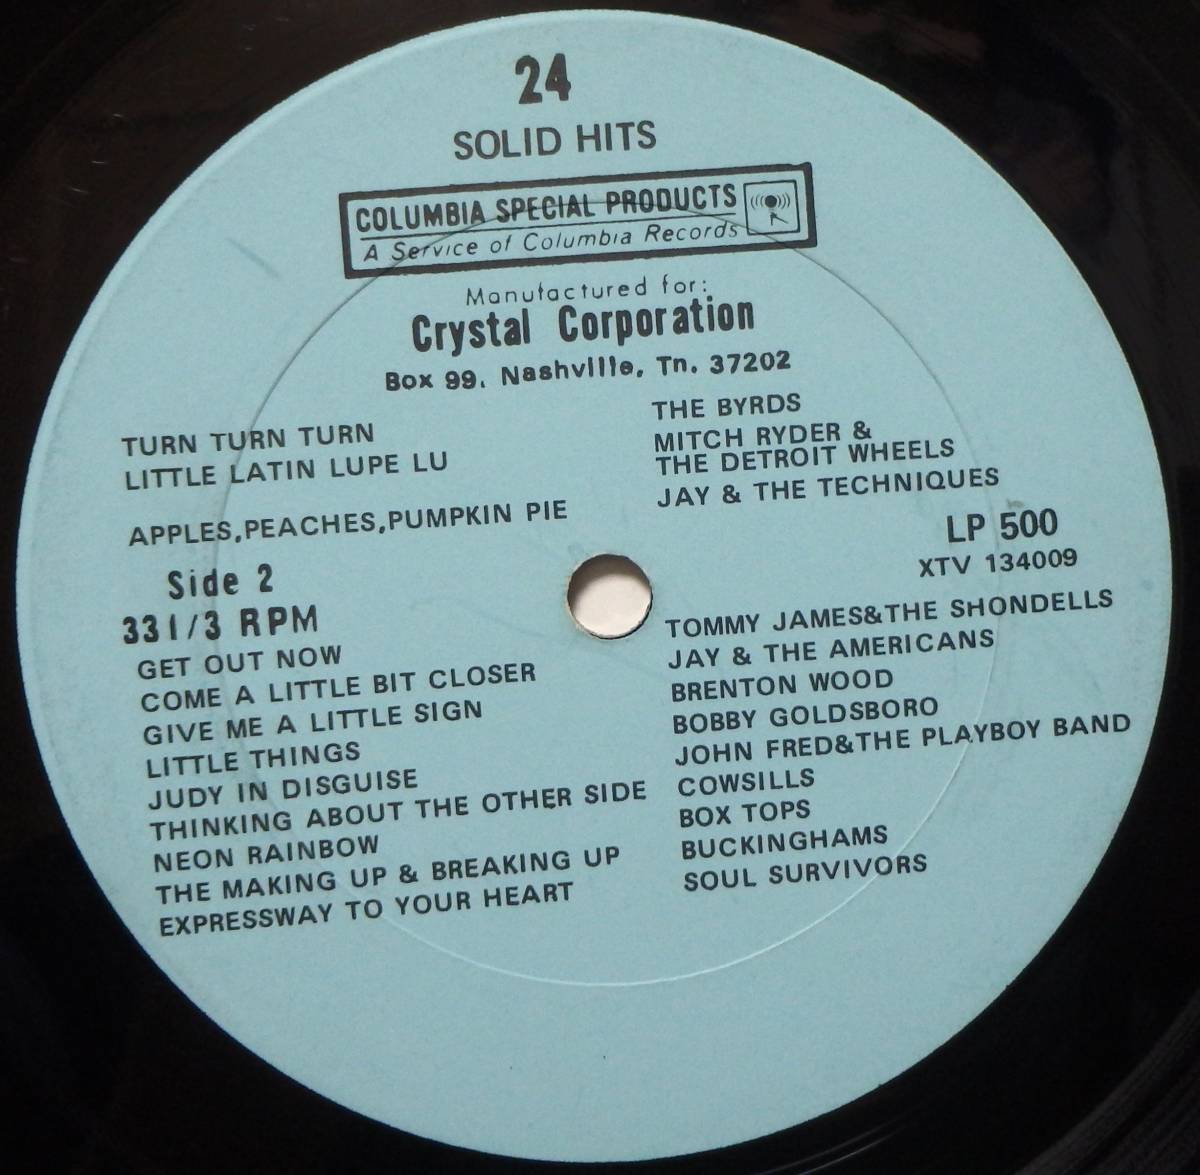 24
SOLID HITS
COLUMBIA SPECIAL PRODUCTS
A Service of Columbia Records
Manufactured for:
Crystal Corporation
Box 99, Nashville, Tn. 37202
TURN TURN TURN THE BYRDS
LITTLE LATIN LUPE LU MITCH RYDER &
THE DETROIT WHEELS
APPLES,PEACHES,PUMPKIN PIE JAY & THE TECHNIQUES
Side 2 LP 500
33 1/3 RPM XTV 134009
GET OUT NOW TOMMY JAMES&THE SHONDELLS
COME A LITTLE BIT CLOSER JAY & THE AMERICANS
GIVE ME A LITTLE SIGN BRENTON WOOD
LITTLE THINGS BOBBY GOLDSBORO
JUDY IN DISGUISE JOHN FRED&THE PLAYBOY BAND
THINKING ABOUT THE OTHER SIDE COWSILLS
NEON RAINBOW BOX TOPS
THE MAKING UP & BREAKING UP BUCKINGHAMS
EXPRESSWAY TO YOUR HEART SOUL SURVIVORS